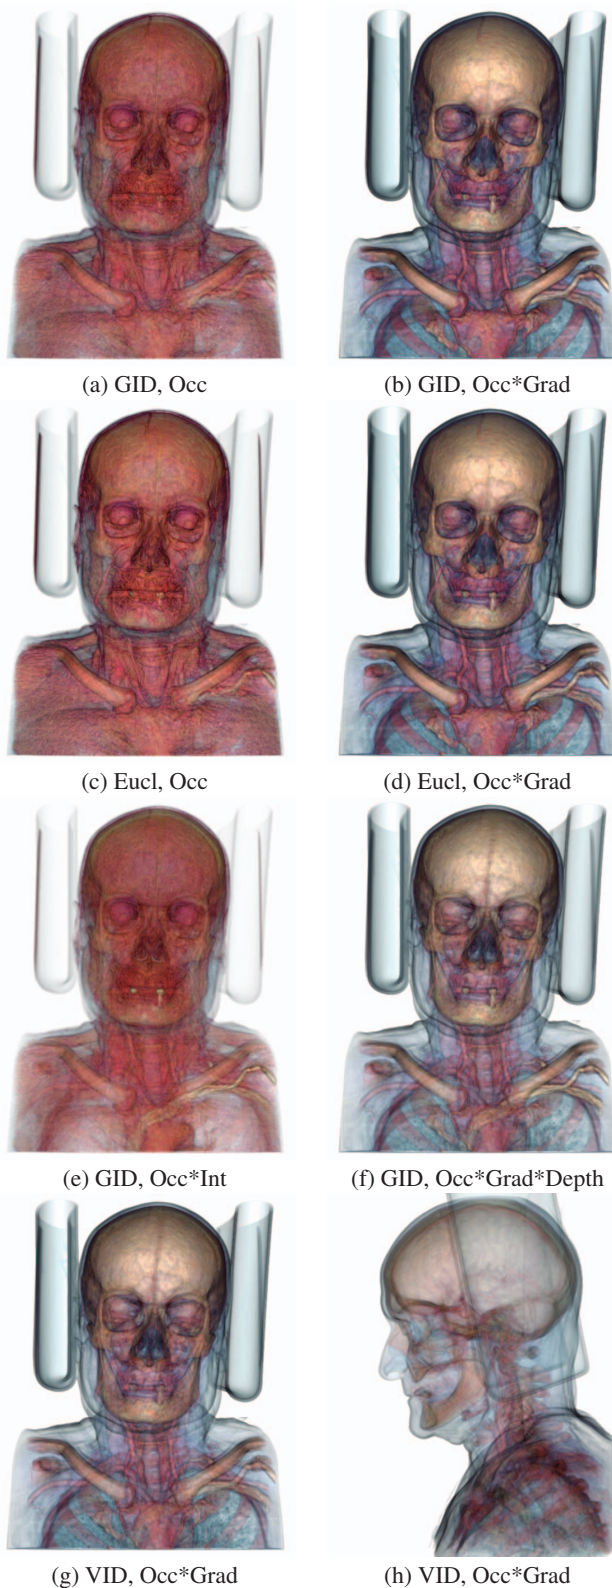 (a) GID, Occ
(b) GID, Occ*Grad
(c) Eucl, Occ
(d) Eucl, Occ*Grad
(e) GID, Occ*Int
(f) GID, Occ*Grad*Depth
(g) VID, Occ*Grad
(h) VID, Occ*Grad